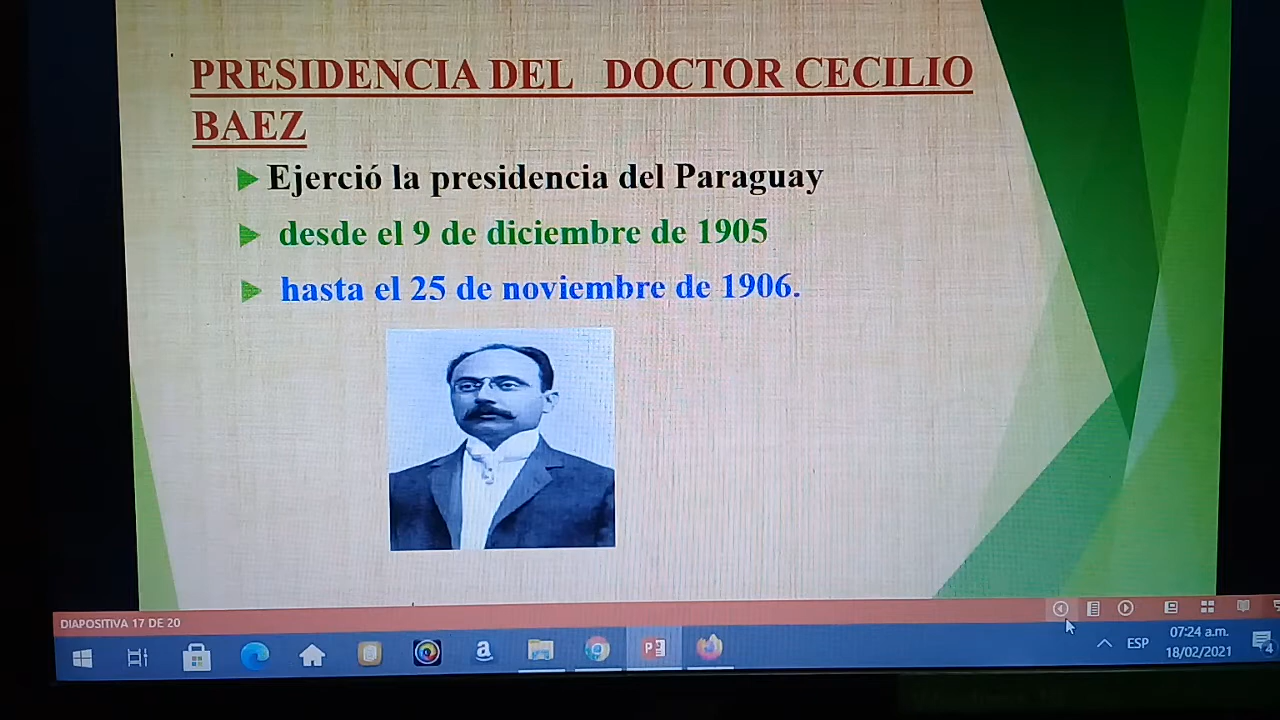 PRESIDENCIA DEL DOCTOR CECILIO
BAEZ
Ejerció la presidencia del Paraguay
desde el 9 de diciembre de 1905
hasta el 25 de noviembre de 1906.
DIAPOSITIVA 17 DE 20
ESP
07:24 a.m.
18/02/2021
4